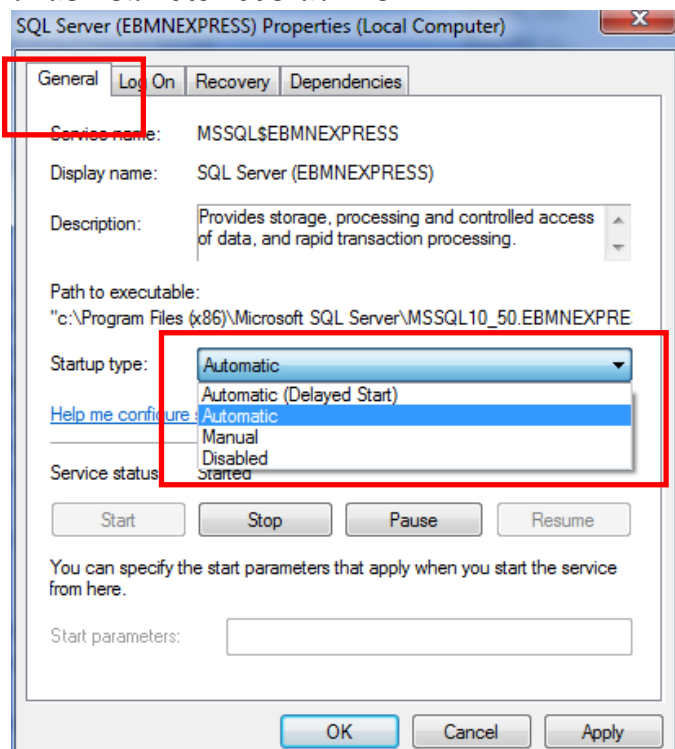 SQL Server (EBMNEXPRESS) Properties (Local Computer)
General Log On Recovery Dependencies
Service name: MSSQL$EBMNEXPRESS
Display name: SQL Server (EBMNEXPRESS)
Description: Provides storage, processing and controlled access
of data, and rapid transaction processing.
Path to executable:
"c:\Program Files (x86)\Microsoft SQL Server\MSSQL10_50.EBMNEXPRE
Startup type: Automatic
Automatic (Delayed Start)
Help me configure Automatic
Manual
Disabled
Service status Started
Start Stop Pause Resume
You can specify the start parameters that apply when you start the service
from here.
Start parameters:
OK Cancel Apply